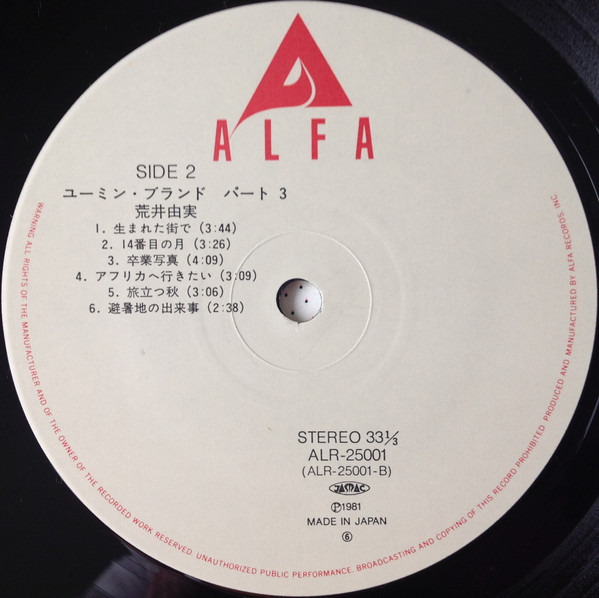 ALFA
SIDE 2
ユーミン・ブランド パート 3
荒井由実
1. 生まれた街で (3:44)
2. 14番目の月 (3:26)
3. 卒業写真 (4:09)
4. アフリカへ行きたい (3:09)
5. 旅立つ秋 (3:06)
6. 避暑地の出来事 (2:38)
STEREO 33⅓
ALR-25001
(ALR-25001-B)
JASRAC
Ⓟ1981
MADE IN JAPAN
⑥
WARNING: ALL RIGHTS OF THE MANUFACTURER AND OF THE OWNER OF THE RECORDED WORK RESERVED. UNAUTHORIZED PUBLIC PERFORMANCE, BROADCASTING AND COPYING OF THIS RECORD PROHIBITED. PRODUCED AND MANUFACTURED BY ALFA RECORDS, INC.